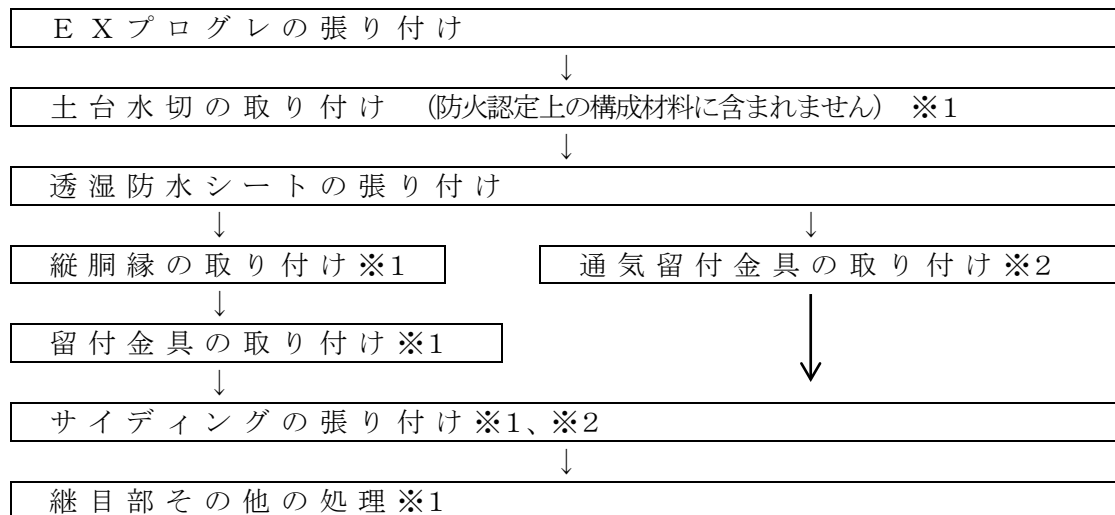 ＥＸプログレの張り付け
↓
土台水切の取り付け （防火認定上の構成材料に含まれません） ※１
↓
透湿防水シートの張り付け
↓ ↓
縦胴縁の取り付け※１ 通気留付金具の取り付け※２
↓
留付金具の取り付け※１
↓
サイディングの張り付け※１、※２
↓
継目部その他の処理※１